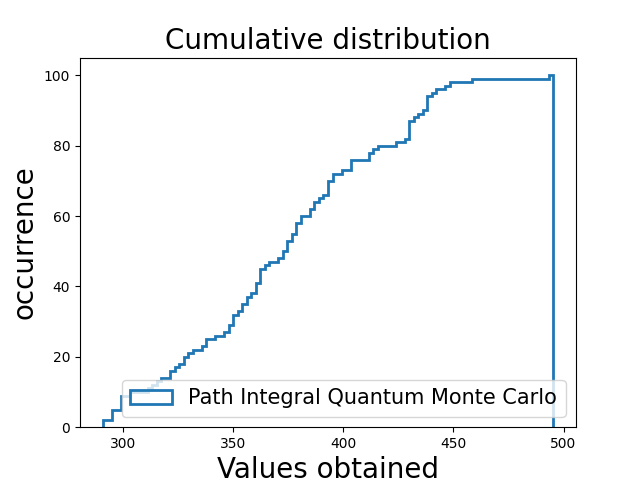 Cumulative distribution
100
80
60
40
20
0
occurrence
Path Integral Quantum Monte Carlo
300 350 400 450 500
Values obtained